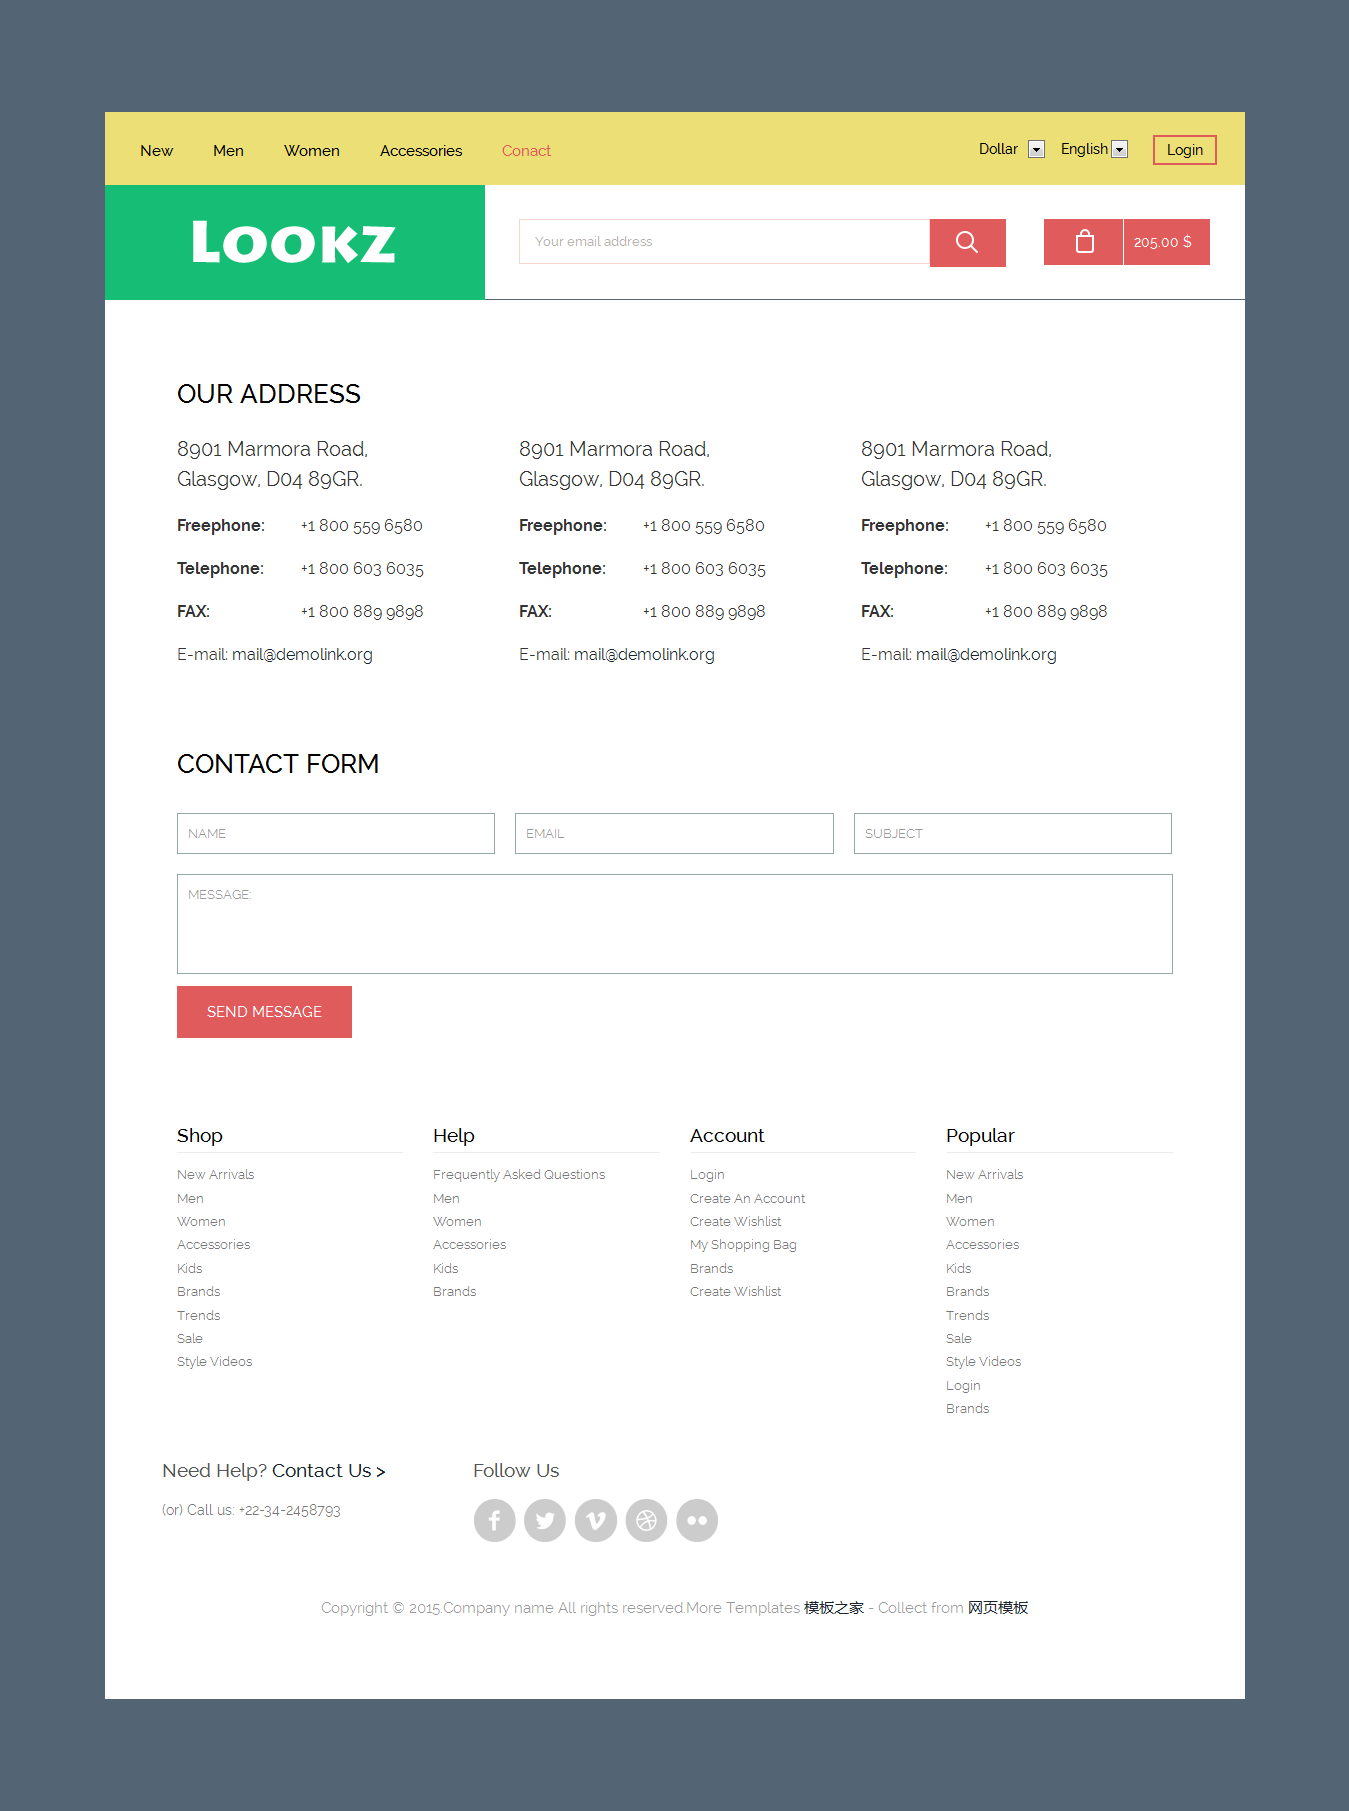 New Men Women Accessories Conact Dollar English Login
LOOKZ Your email address 205.00 $
OUR ADDRESS
8901 Marmora Road,
Glasgow, D04 89GR.
Freephone: +1 800 559 6580
Telephone: +1 800 603 6035
FAX: +1 800 889 9898
E-mail: mail@demolink.org
8901 Marmora Road,
Glasgow, D04 89GR.
Freephone: +1 800 559 6580
Telephone: +1 800 603 6035
FAX: +1 800 889 9898
E-mail: mail@demolink.org
8901 Marmora Road,
Glasgow, D04 89GR.
Freephone: +1 800 559 6580
Telephone: +1 800 603 6035
FAX: +1 800 889 9898
E-mail: mail@demolink.org
CONTACT FORM
NAME EMAIL SUBJECT
MESSAGE:
SEND MESSAGE
Shop
New Arrivals
Men
Women
Accessories
Kids
Brands
Trends
Sale
Style Videos
Help
Frequently Asked Questions
Men
Women
Accessories
Kids
Brands
Account
Login
Create An Account
Create Wishlist
My Shopping Bag
Brands
Create Wishlist
Popular
New Arrivals
Men
Women
Accessories
Kids
Brands
Trends
Sale
Style Videos
Login
Brands
Need Help? Contact Us >
(or) Call us: +22-34-2458793
Follow Us
Copyright © 2015.Company name All rights reserved.More Templates 模板之家 - Collect from 网页模板